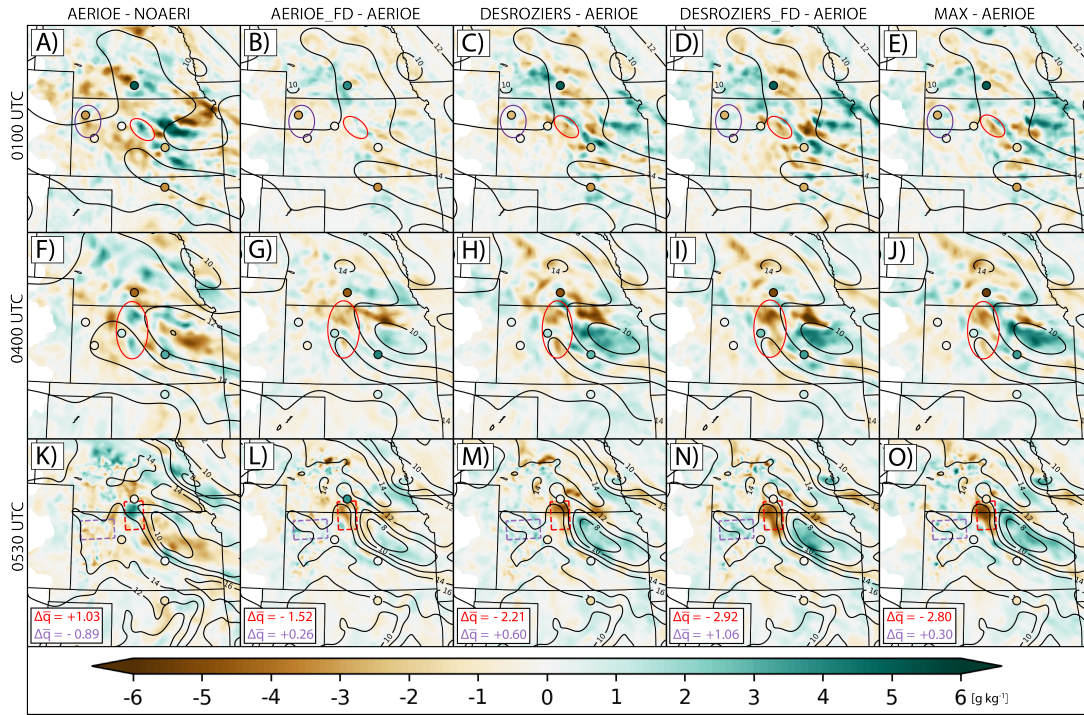 AERIOE - NOAERI
AERIOE_FD - AERIOE
DESROZIERS - AERIOE
DESROZIERS_FD - AERIOE
MAX - AERIOE
0100 UTC
A)
B)
C)
D)
E)
0400 UTC
F)
G)
H)
I)
J)
0530 UTC
K)
L)
M)
N)
O)
Δq̅ = +1.03
Δq̅ = - 0.89
Δq̅ = - 1.52
Δq̅ = +0.26
Δq̅ = - 2.21
Δq̅ = +0.60
Δq̅ = - 2.92
Δq̅ = +1.06
Δq̅ = - 2.80
Δq̅ = +0.30
-6 -5 -4 -3 -2 -1 0 1 2 3 4 5 6 [g kg⁻¹]